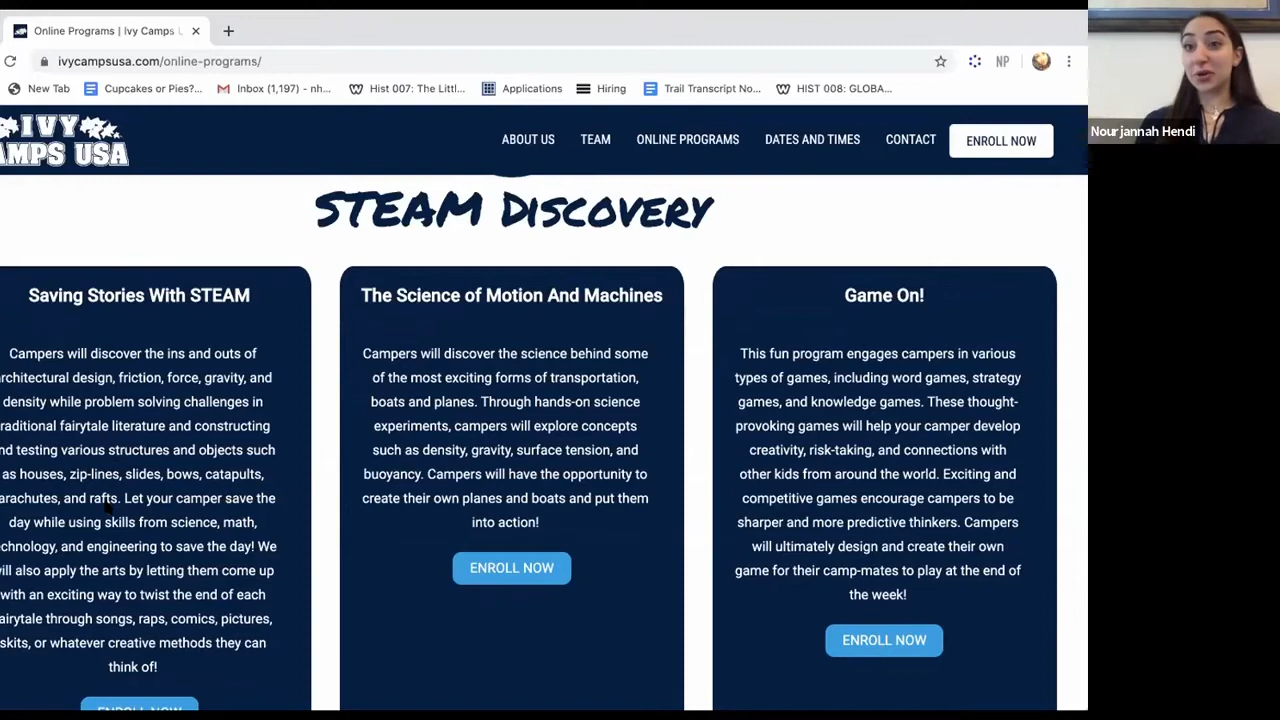 Online Programs | Ivy Camps U
ivycampsusa.com/online-programs/
NP
New Tab
Cupcakes or Pies?...
Inbox (1,197) - nh...
Hist 007: The Littl...
Applications
Hiring
Trail Transcript No...
HIST 008: GLOBA...
Nourjannah Hendi
IVY
AMPS USA
ABOUT US
TEAM
ONLINE PROGRAMS
DATES AND TIMES
CONTACT
ENROLL NOW
STEAM DISCOVERY
Saving Stories With STEAM
Campers will discover the ins and outs of
rchitectural design, friction, force, gravity, and
density while problem solving challenges in
raditional fairytale literature and constructing
nd testing various structures and objects such
as houses, zip-lines, slides, bows, catapults,
arachutes, and rafts. Let your camper save the
day while using skills from science, math,
chnology, and engineering to save the day! We
ill also apply the arts by letting them come up
with an exciting way to twist the end of each
airytale through songs, raps, comics, pictures,
skits, or whatever creative methods they can
think of!
ENROLL NOW
The Science of Motion And Machines
Campers will discover the science behind some
of the most exciting forms of transportation,
boats and planes. Through hands-on science
experiments, campers will explore concepts
such as density, gravity, surface tension, and
buoyancy. Campers will have the opportunity to
create their own planes and boats and put them
into action!
ENROLL NOW
Game On!
This fun program engages campers in various
types of games, including word games, strategy
games, and knowledge games. These thought-
provoking games will help your camper develop
creativity, risk-taking, and connections with
other kids from around the world. Exciting and
competitive games encourage campers to be
sharper and more predictive thinkers. Campers
will ultimately design and create their own
game for their camp-mates to play at the end of
the week!
ENROLL NOW